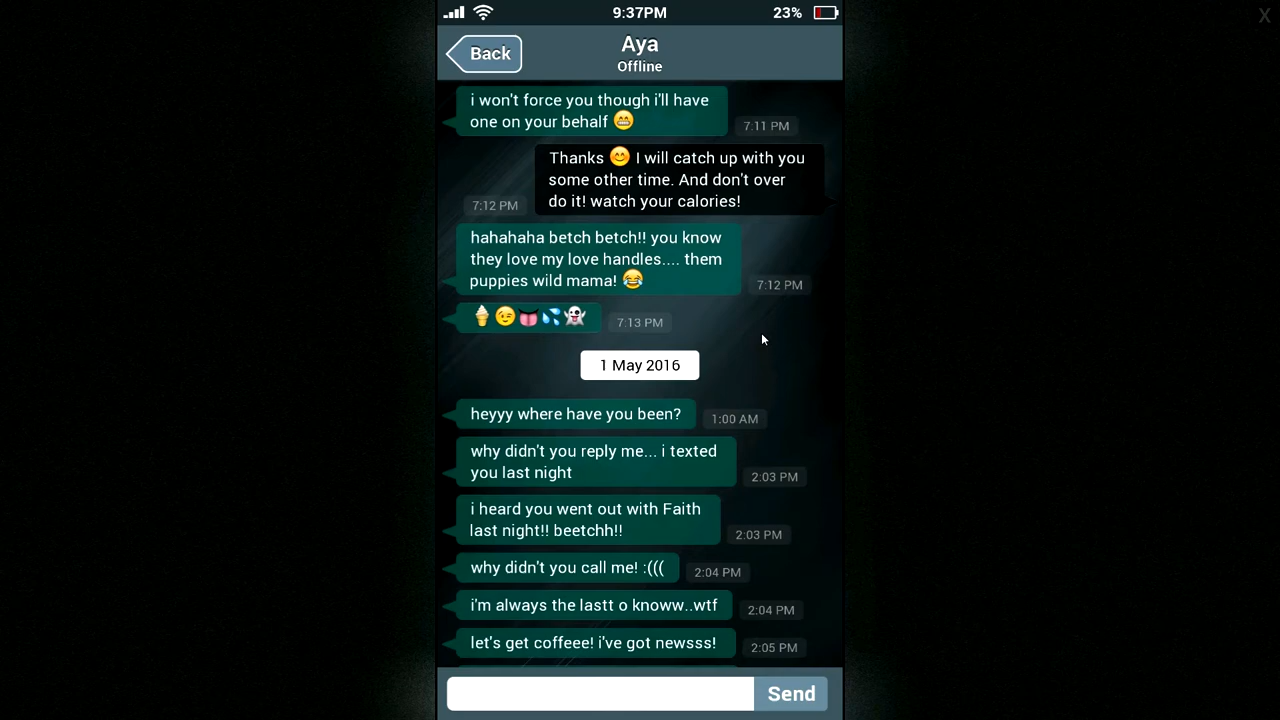 9:37PM 23%
X
Back
Aya
Offline
i won't force you though i'll have
one on your behalf 😁
7:11 PM
Thanks 😊 I will catch up with you
some other time. And don't over
do it! watch your calories!
7:12 PM
hahahaha betch betch!! you know
they love my love handles.... them
puppies wild mama! 😂
7:12 PM
🍦😉👅💦👻
7:13 PM
1 May 2016
heyyy where have you been?
1:00 AM
why didn't you reply me... i texted
you last night
2:03 PM
i heard you went out with Faith
last night!! beetchh!!
2:03 PM
why didn't you call me! :(((
2:04 PM
i'm always the lastt o knoww..wtf
2:04 PM
let's get coffeee! i've got newsss!
2:05 PM
Send